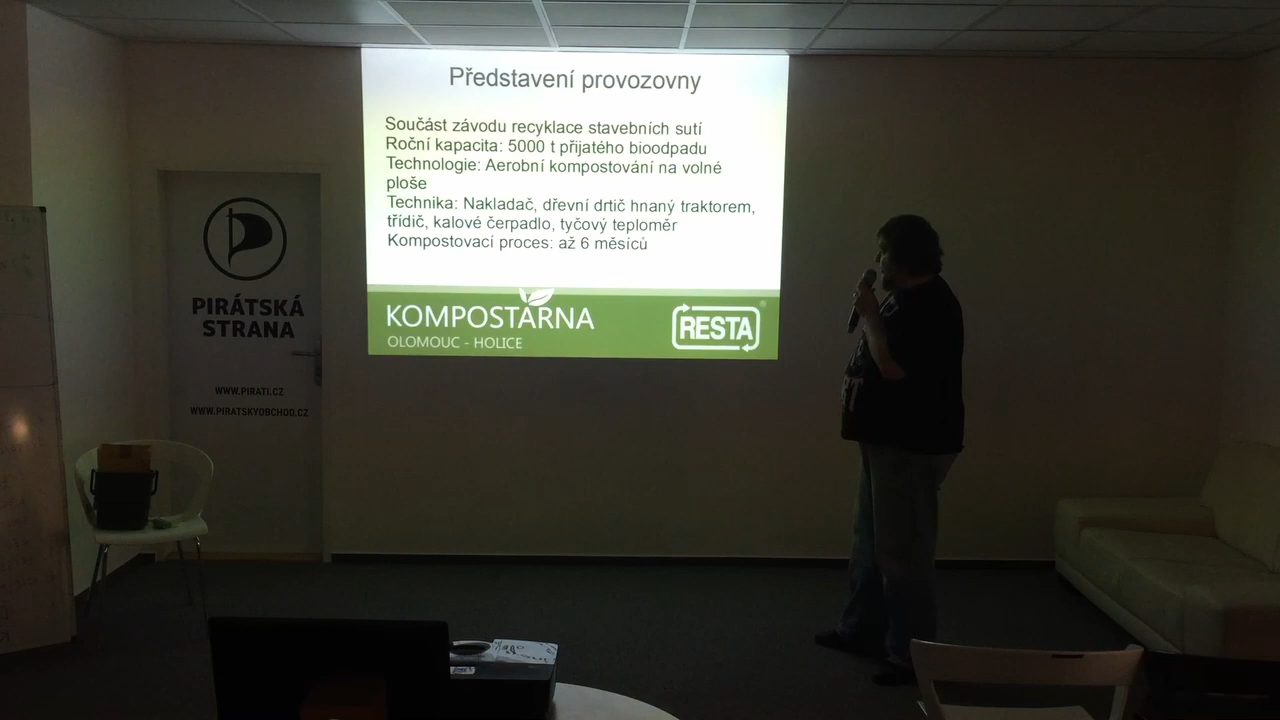 Představení provozovny
Součást závodu recyklace stavebních sutí
Roční kapacita: 5000 t přijatého bioodpadu
Technologie: Aerobní kompostování na volné
ploše
Technika: Nakladač, dřevní drtič hnaný traktorem,
třídič, kalové čerpadlo, tyčový teploměr
Kompostovací proces: až 6 měsíců
KOMPOSTÁRNA
OLOMOUC - HOLICE
RESTA
®
PIRÁTSKÁ
STRANA
WWW.PIRATI.CZ
WWW.PIRATSKYOBCHOD.CZ